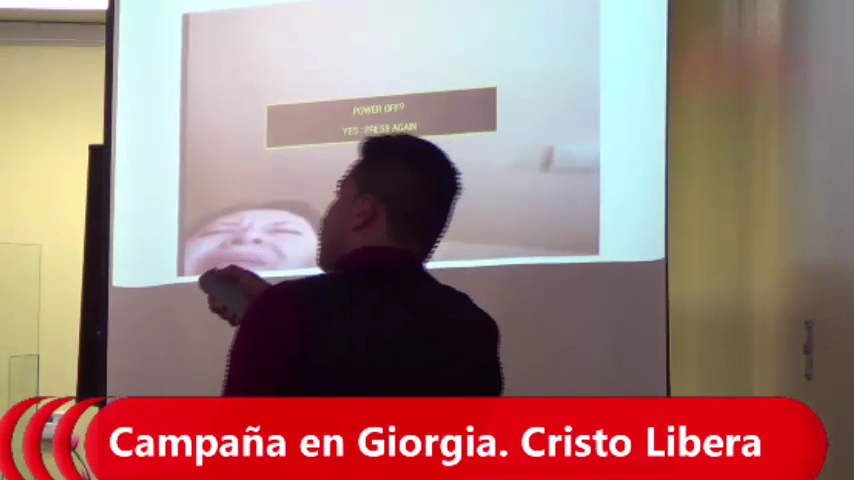 POWER OFF?
YES : PRESS AGAIN
Campaña en Giorgia. Cristo Libera